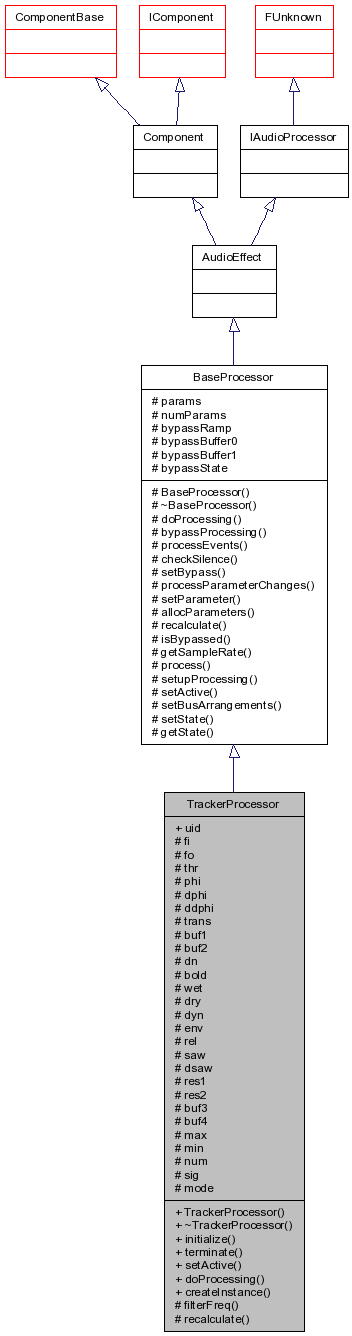 ComponentBase
IComponent
FUnknown
Component
IAudioProcessor
AudioEffect
BaseProcessor
# params
# numParams
# bypassRamp
# bypassBuffer0
# bypassBuffer1
# bypassState
# BaseProcessor()
# ~BaseProcessor()
# doProcessing()
# bypassProcessing()
# processEvents()
# checkSilence()
# setBypass()
# processParameterChanges()
# setParameter()
# allocParameters()
# recalculate()
# isBypassed()
# getSampleRate()
# process()
# setupProcessing()
# setActive()
# setBusArrangements()
# setState()
# getState()
TrackerProcessor
+ uid
# fi
# fo
# thr
# phi
# dphi
# ddphi
# trans
# buf1
# buf2
# dn
# bold
# wet
# dry
# dyn
# env
# rel
# saw
# dsaw
# res1
# res2
# buf3
# buf4
# max
# min
# num
# sig
# mode
+ TrackerProcessor()
+ ~TrackerProcessor()
+ initialize()
+ terminate()
+ setActive()
+ doProcessing()
+ createInstance()
# filterFreq()
# recalculate()